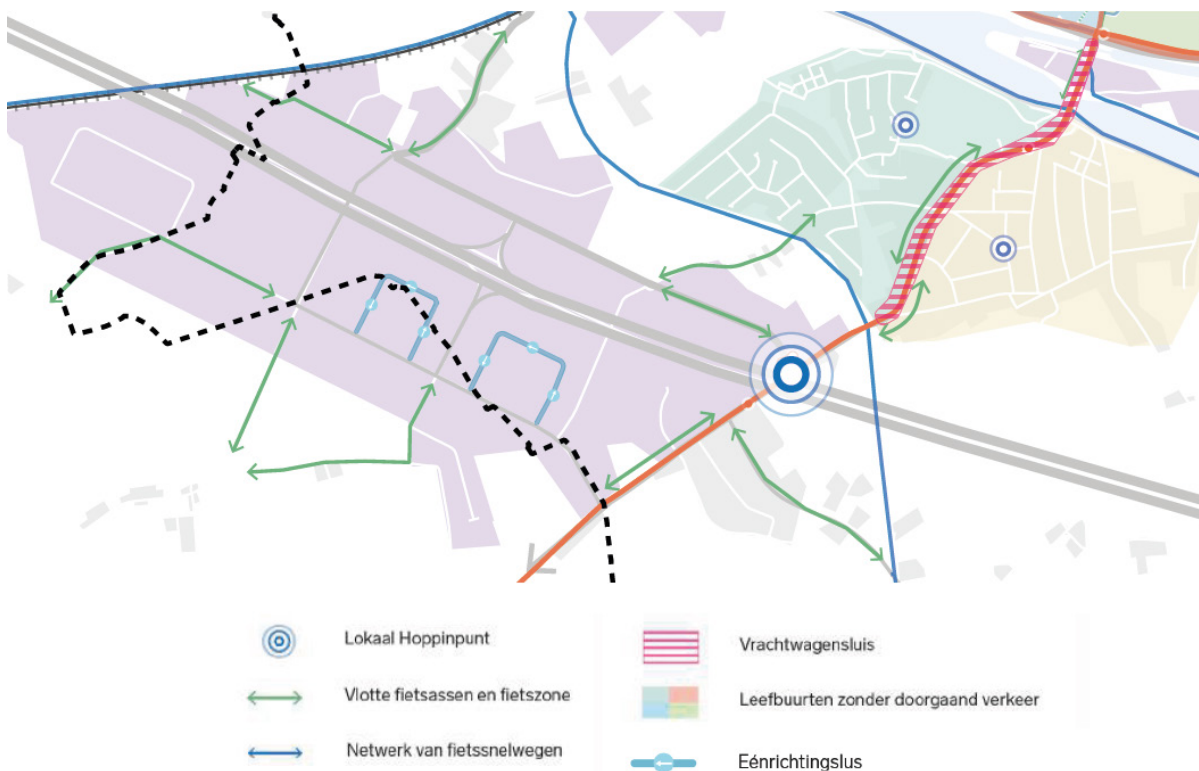 Lokaal Hoppinpunt
Vlotte fietsassen en fietszone
Netwerk van fietssnelwegen
Vrachtwagensluis
Leefbuurten zonder doorgaand verkeer
Eénrichtingslus